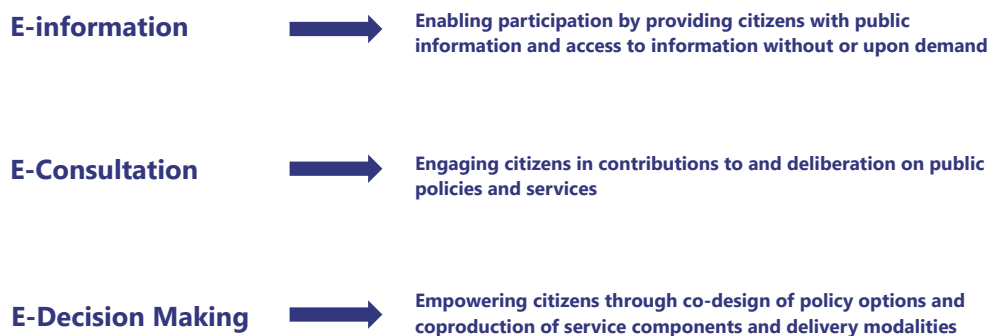 E-information
Enabling participation by providing citizens with public
information and access to information without or upon demand
E-Consultation
Engaging citizens in contributions to and deliberation on public
policies and services
E-Decision Making
Empowering citizens through co-design of policy options and
coproduction of service components and delivery modalities